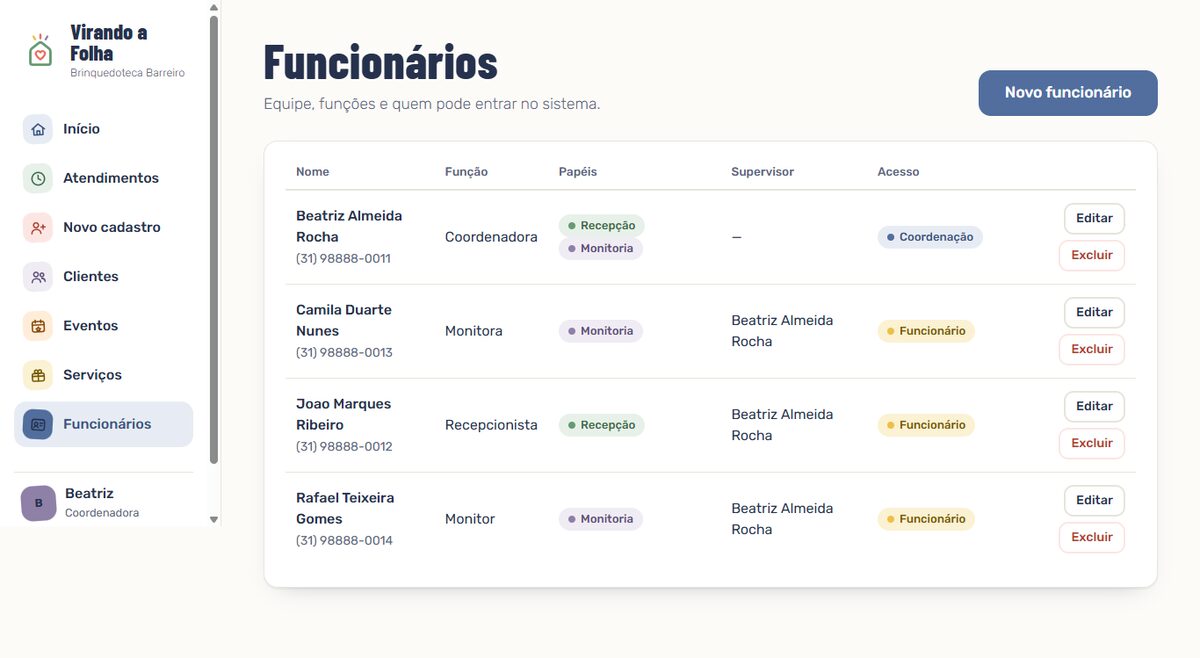 Virando a
Folha
Brinquedoteca Barreiro
Início
Atendimentos
Novo cadastro
Clientes
Eventos
Serviços
Funcionários
B
Beatriz
Coordenadora
Funcionários
Equipe, funções e quem pode entrar no sistema.
Novo funcionário
Nome Função Papéis Supervisor Acesso
Beatriz Almeida
Rocha
(31) 98888-0011
Coordenadora
Recepção
Monitoria
—
Coordenação
Editar
Excluir
Camila Duarte
Nunes
(31) 98888-0013
Monitora
Monitoria
Beatriz Almeida
Rocha
Funcionário
Editar
Excluir
Joao Marques
Ribeiro
(31) 98888-0012
Recepcionista
Recepção
Beatriz Almeida
Rocha
Funcionário
Editar
Excluir
Rafael Teixeira
Gomes
(31) 98888-0014
Monitor
Monitoria
Beatriz Almeida
Rocha
Funcionário
Editar
Excluir